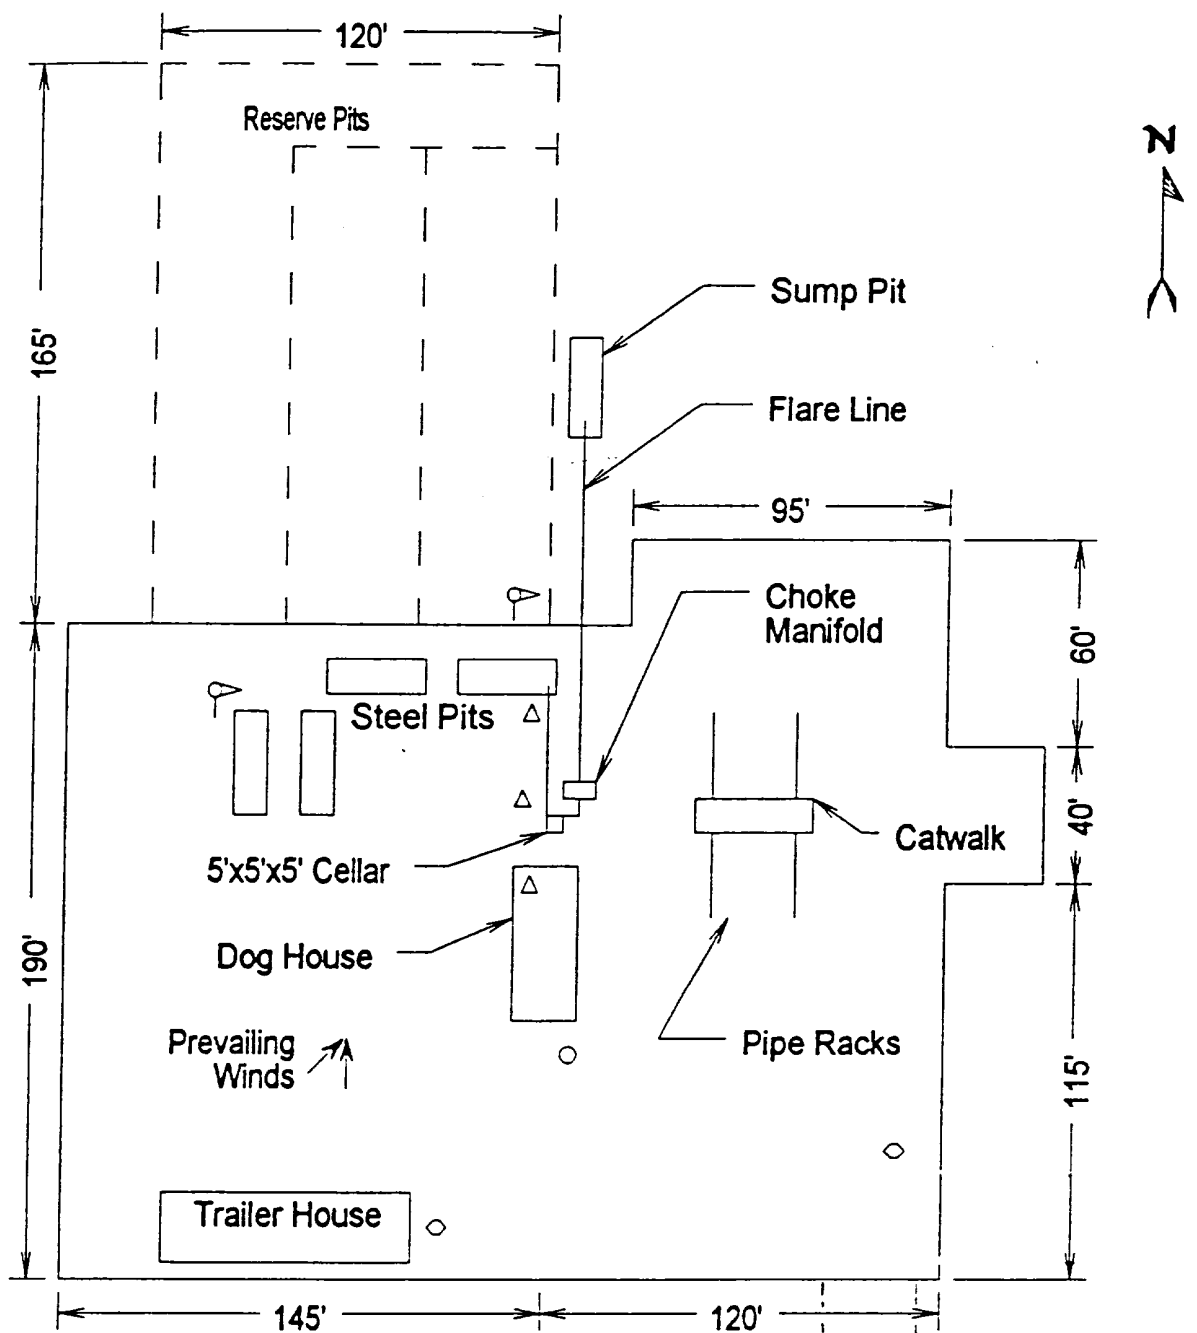 120'
Reserve Pits
N
Sump Pit
165'
Flare Line
95'
Choke
Manifold
60'
Steel Pits
40'
Catwalk
5'x5'x5' Cellar
190'
Dog House
Prevailing
Winds
Pipe Racks
115'
Trailer House
145'
120'